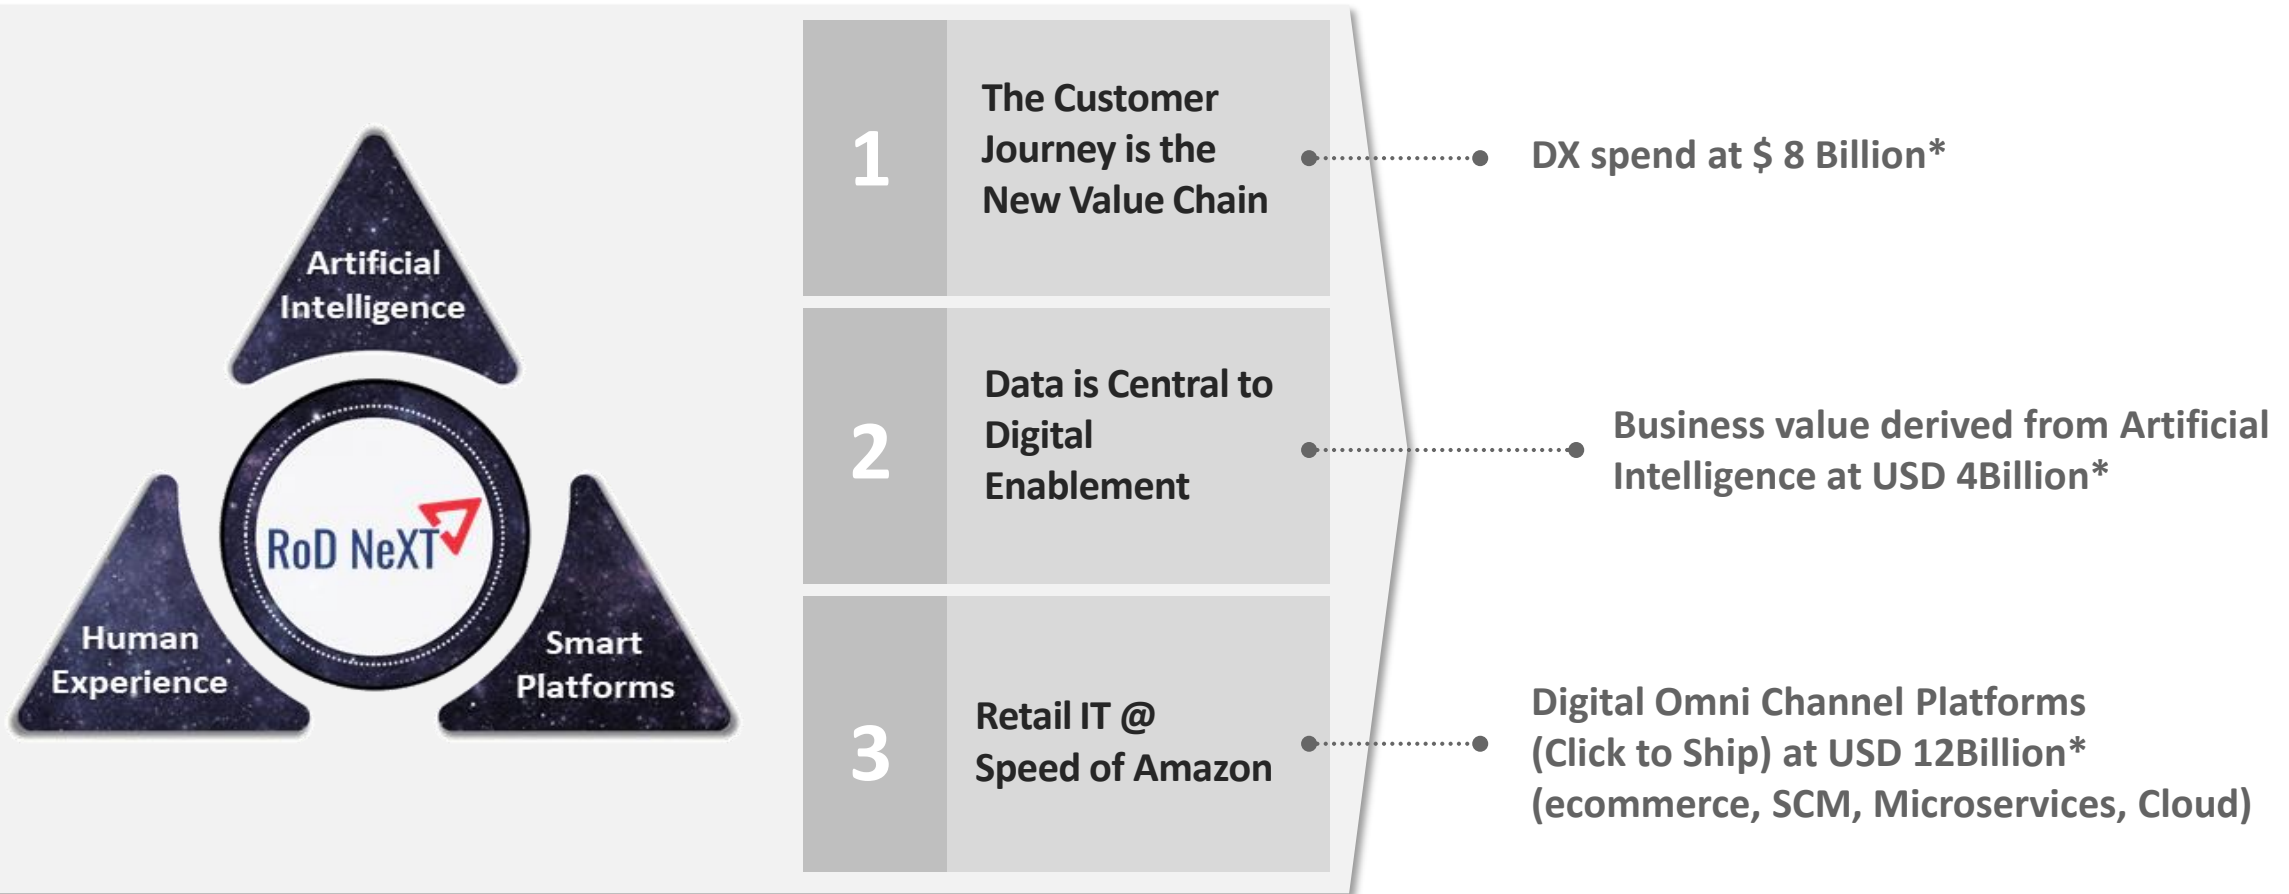 Artificial
Intelligence
RoD NeXT
Human
Experience
Smart
Platforms
1
The Customer
Journey is the
New Value Chain
DX spend at $ 8 Billion*
2
Data is Central to
Digital
Enablement
Business value derived from Artificial
Intelligence at USD 4Billion*
3
Retail IT @
Speed of Amazon
Digital Omni Channel Platforms
(Click to Ship) at USD 12Billion*
(ecommerce, SCM, Microservices, Cloud)